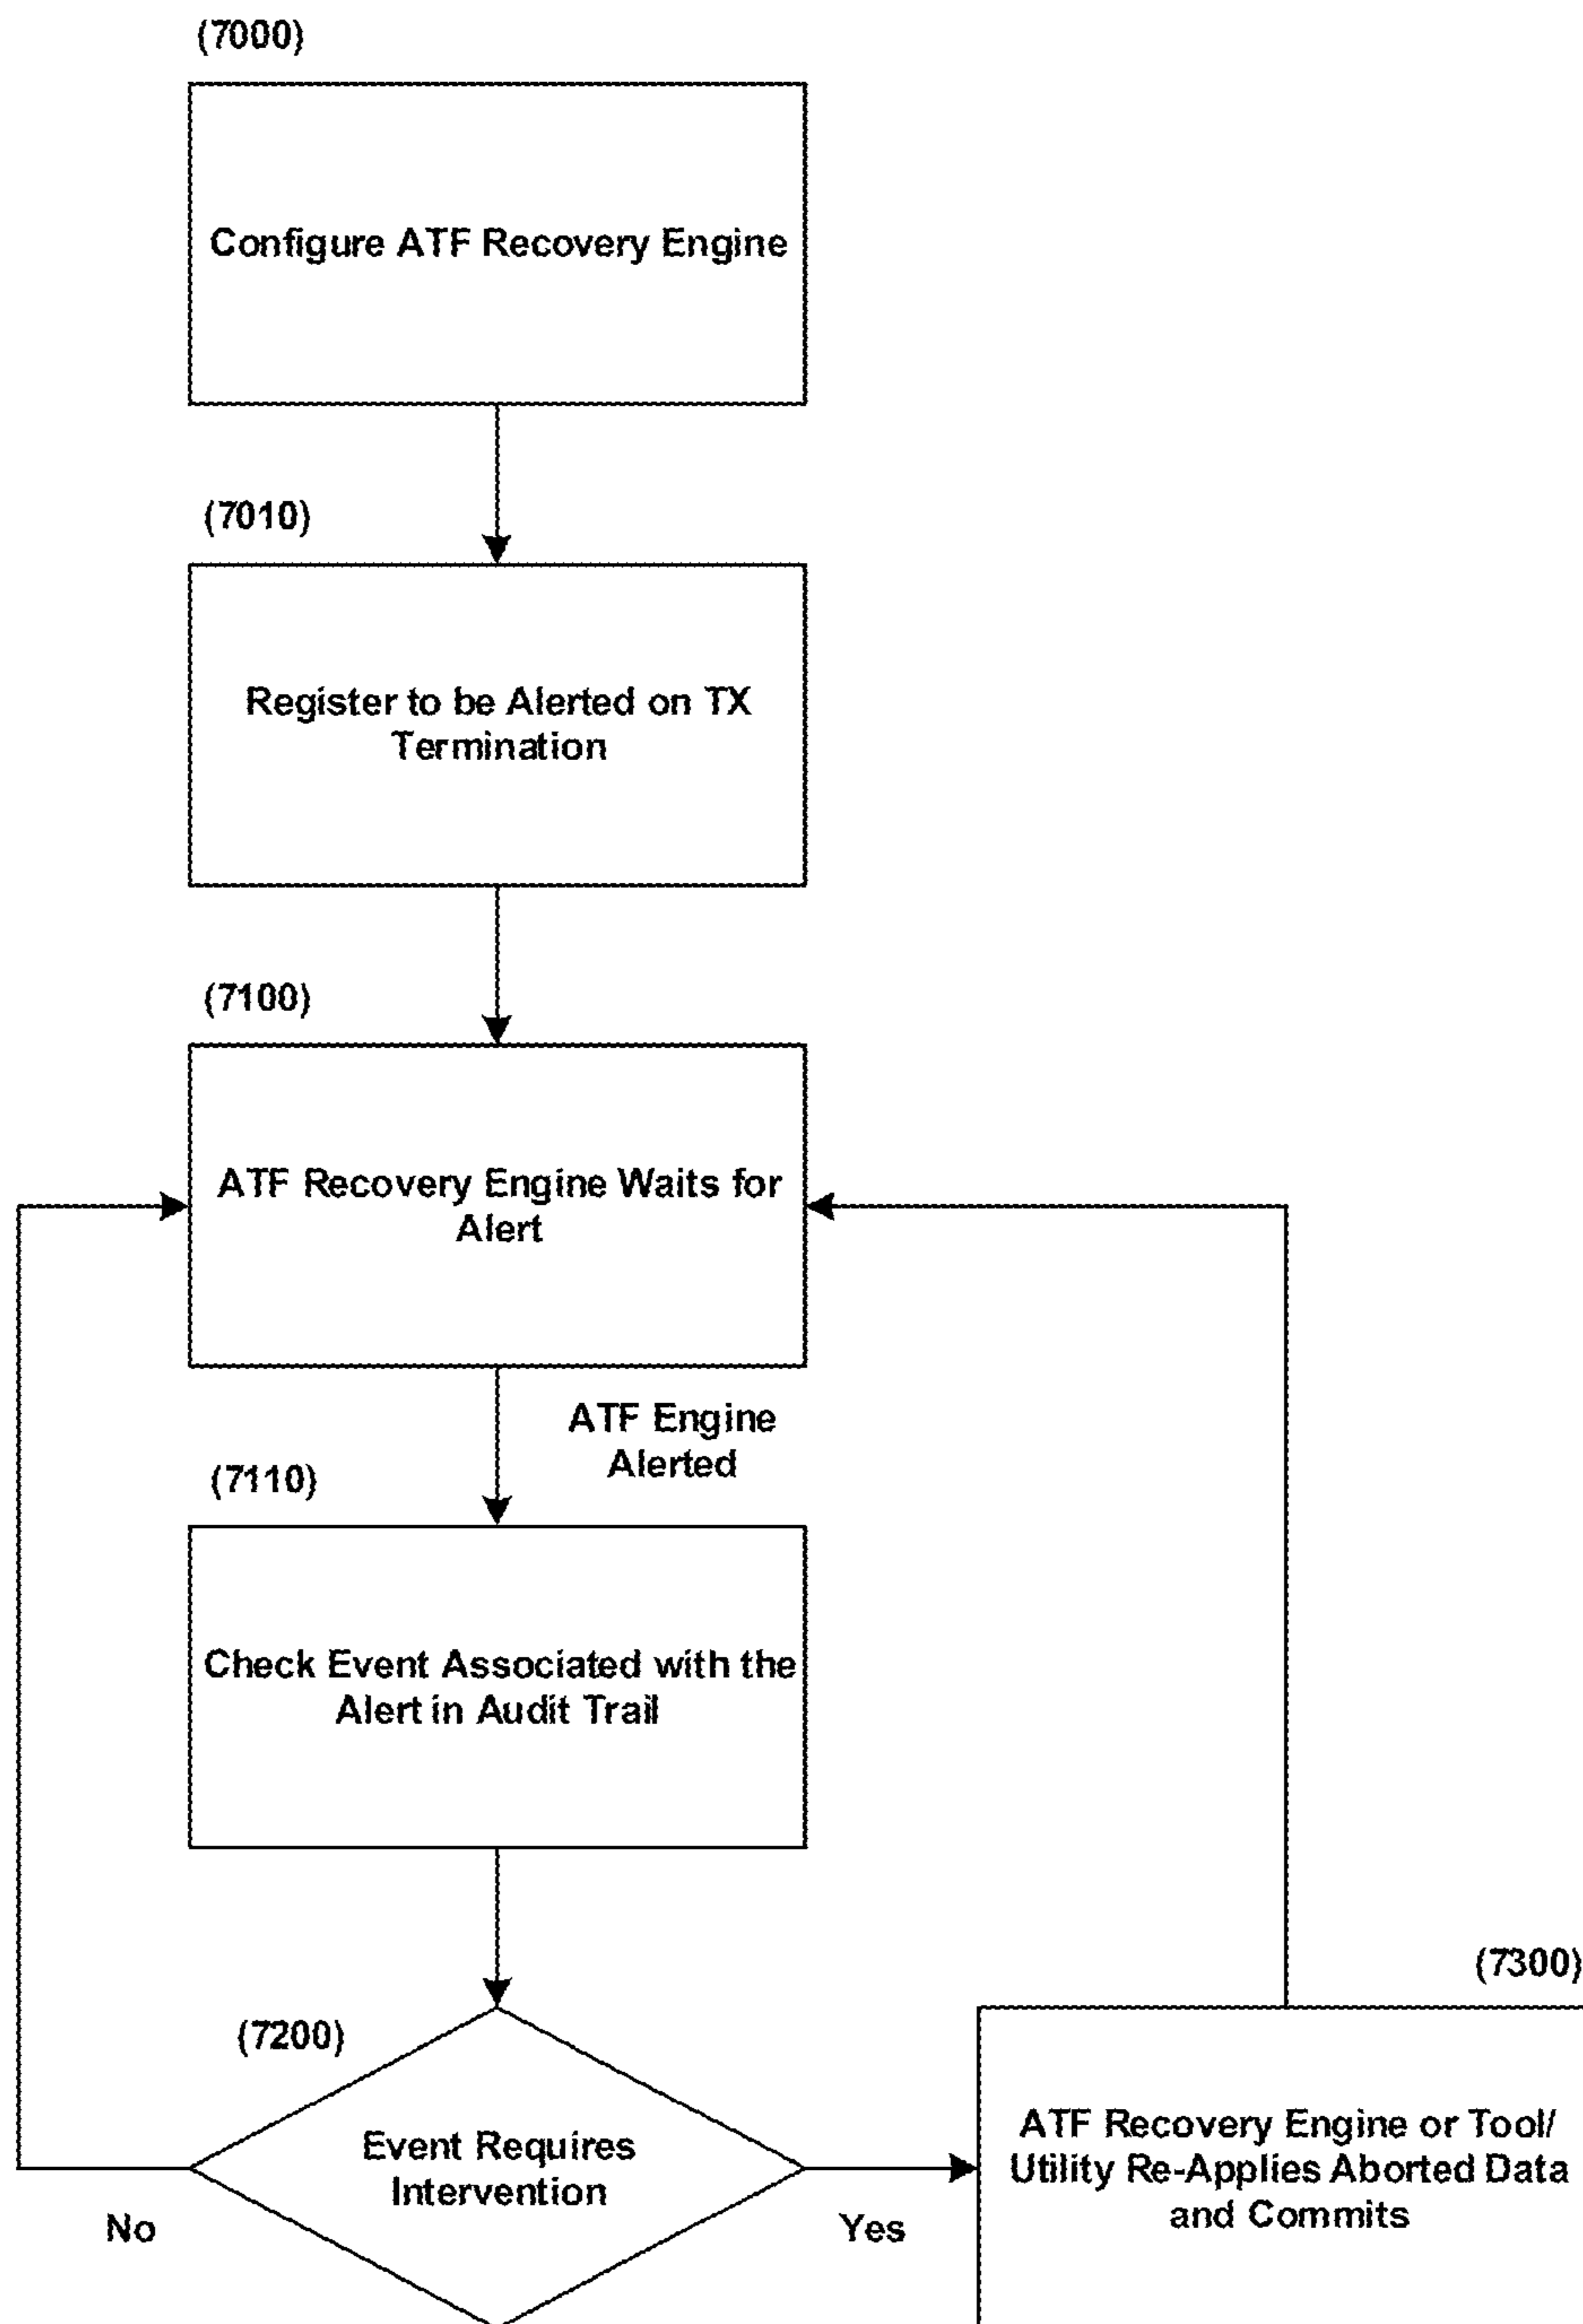 (7000)
Configure ATF Recovery Engine
(7010)
Register to be Alerted on TX
Termination
(7100)
ATF Recovery Engine Waits for
Alert
ATF Engine
Alerted
(7110)
Check Event Associated with the
Alert in Audit Trail
(7200)
Event Requires
Intervention
No
Yes
(7300)
ATF Recovery Engine or Tool/
Utility Re-Applies Aborted Data
and Commits